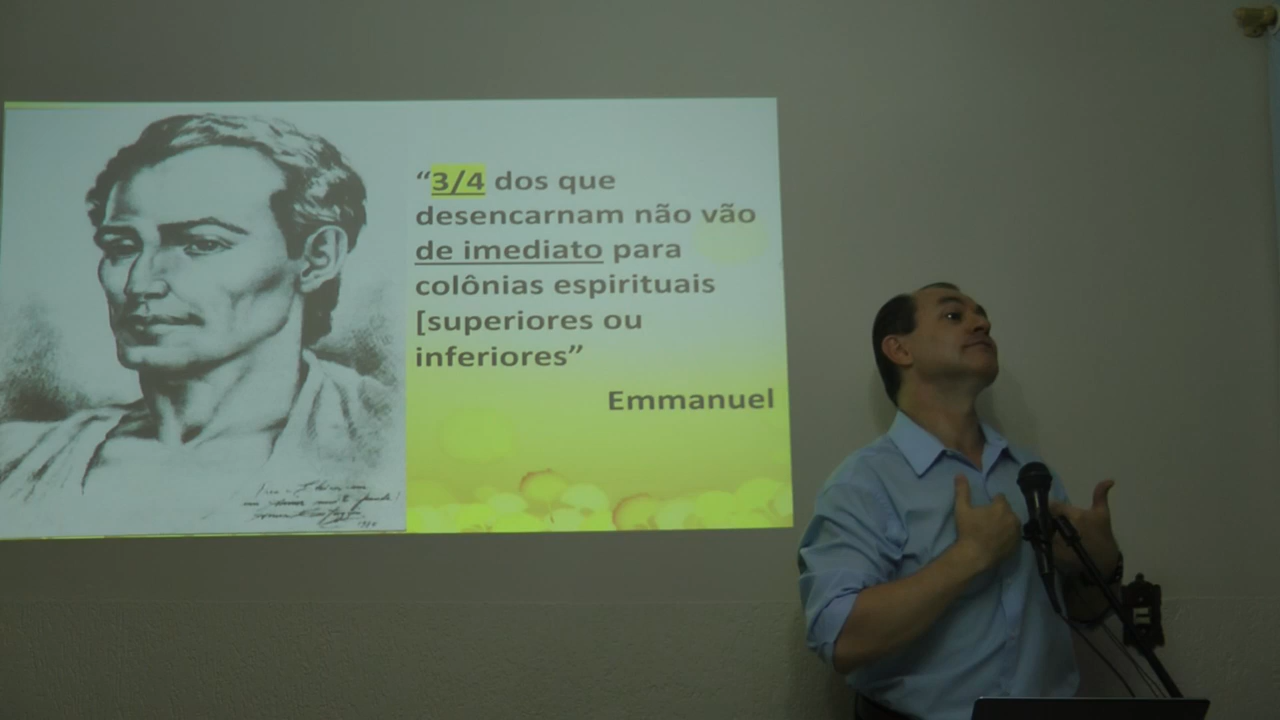 “3/4 dos que
desencarnam não vão
de imediato para
colônias espirituais
[superiores ou
inferiores”
Emmanuel